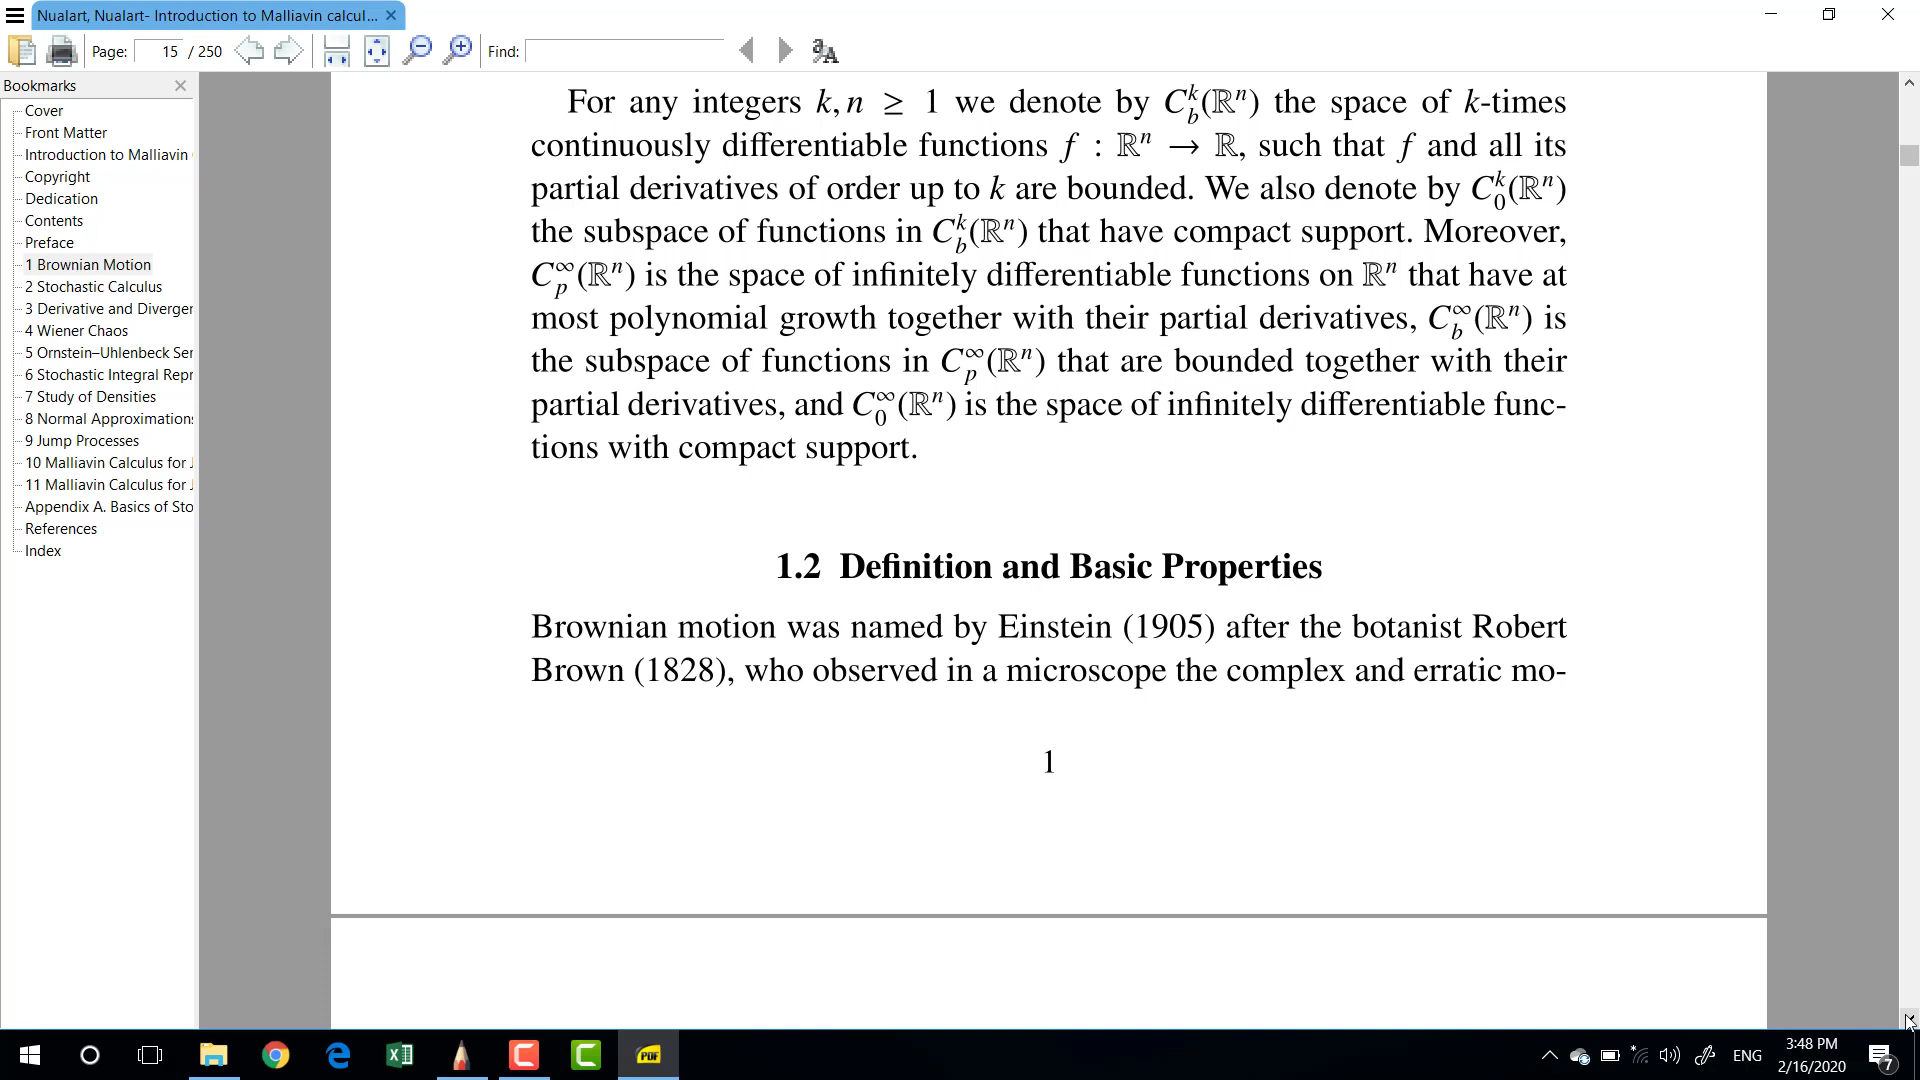 Nualart, Nualart- Introduction to Malliavin calcul...
Page: 15 / 250 Find:
Bookmarks
Cover
Front Matter
Introduction to Malliavin
Copyright
Dedication
Contents
Preface
1 Brownian Motion
2 Stochastic Calculus
3 Derivative and Diverger
4 Wiener Chaos
5 Ornstein–Uhlenbeck Ser
6 Stochastic Integral Repr
7 Study of Densities
8 Normal Approximations
9 Jump Processes
10 Malliavin Calculus for J
11 Malliavin Calculus for J
Appendix A. Basics of Sto
References
Index
For any integers k, n ≥ 1 we denote by C_b^k(ℝ^n) the space of k-times
continuously differentiable functions f : ℝ^n → ℝ, such that f and all its
partial derivatives of order up to k are bounded. We also denote by C_0^k(ℝ^n)
the subspace of functions in C_b^k(ℝ^n) that have compact support. Moreover,
C_p^∞(ℝ^n) is the space of infinitely differentiable functions on ℝ^n that have at
most polynomial growth together with their partial derivatives, C_b^∞(ℝ^n) is
the subspace of functions in C_p^∞(ℝ^n) that are bounded together with their
partial derivatives, and C_0^∞(ℝ^n) is the space of infinitely differentiable func-
tions with compact support.
1.2 Definition and Basic Properties
Brownian motion was named by Einstein (1905) after the botanist Robert
Brown (1828), who observed in a microscope the complex and erratic mo-
1
PDF
ENG
3:48 PM
2/16/2020
7